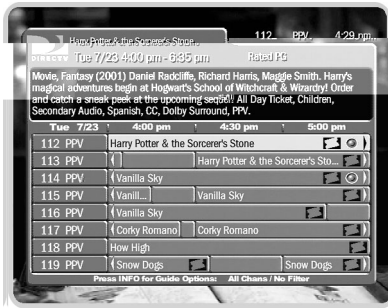 Harry Potter & the Sorcerer's Stone 112 PPV 4:29 pm
DIRECTV Tue 7/23 4:00 pm - 6:35 pm Rated PG
Movie, Fantasy (2001) Daniel Radcliffe, Richard Harris, Maggie Smith. Harry's
magical adventures begin at Hogwart's School of Witchcraft & Wizardry! Order
and catch a sneak peek at the upcoming sequel! All Day Ticket, Children,
Secondary Audio, Spanish, CC, Dolby Surround, PPV.
Tue 7/23 4:00 pm 4:30 pm 5:00 pm
112 PPV Harry Potter & the Sorcerer's Stone
113 PPV Harry Potter & the Sorcerer's Sto...
114 PPV Vanilla Sky
115 PPV Vanill... Vanilla Sky
116 PPV Vanilla Sky
117 PPV Corky Romano Corky Romano
118 PPV How High
119 PPV Snow Dogs Snow Dogs
Press INFO for Guide Options: All Chans / No Filter